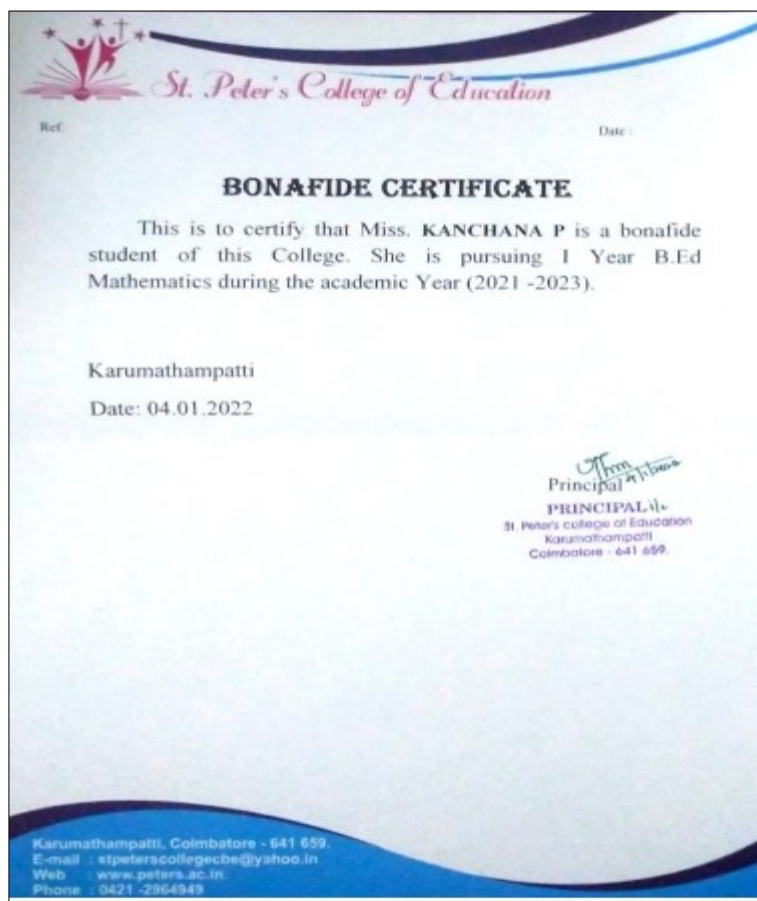 St. Peter's College of Education
Ref.
Date :
BONAFIDE CERTIFICATE
This is to certify that Miss. KANCHANA P is a bonafide
student of this College. She is pursuing I Year B.Ed
Mathematics during the academic Year (2021 -2023).
Karumathampatti
Date: 04.01.2022
Principal
PRINCIPAL i/c
St. Peter's college of Education
Karumathampatti
Coimbatore - 641 659.
Karumathampatti, Coimbatore - 641 659.
E-mail : stpeterscollegecbe@yahoo.in
Web : www.peters.ac.in.
Phone : 0421 -2964949